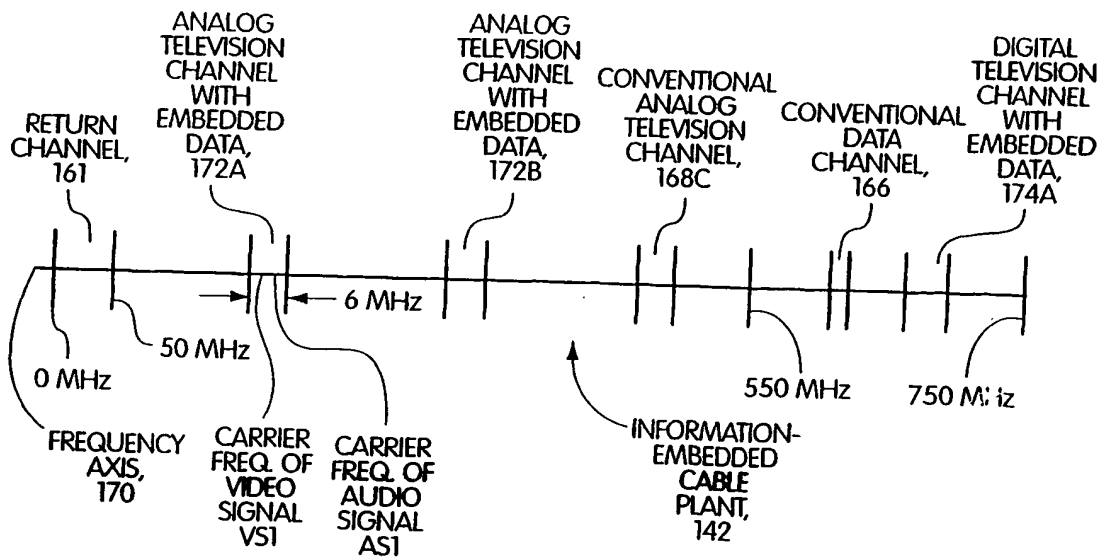 RETURN
CHANNEL,
161
ANALOG
TELEVISION
CHANNEL
WITH
EMBEDDED
DATA,
172A
ANALOG
TELEVISION
CHANNEL
WITH
EMBEDDED
DATA,
172B
CONVENTIONAL
ANALOG
TELEVISION
CHANNEL,
168C
CONVENTIONAL
DATA
CHANNEL,
166
DIGITAL
TELEVISION
CHANNEL
WITH
EMBEDDED
DATA,
174A
6 MHz
0 MHz
50 MHz
550 MHz
750 MHz
FREQUENCY
AXIS,
170
CARRIER
FREQ. OF
VIDEO
SIGNAL
VS1
CARRIER
FREQ. OF
AUDIO
SIGNAL
AS1
INFORMATION-
EMBEDDED
CABLE
PLANT,
142